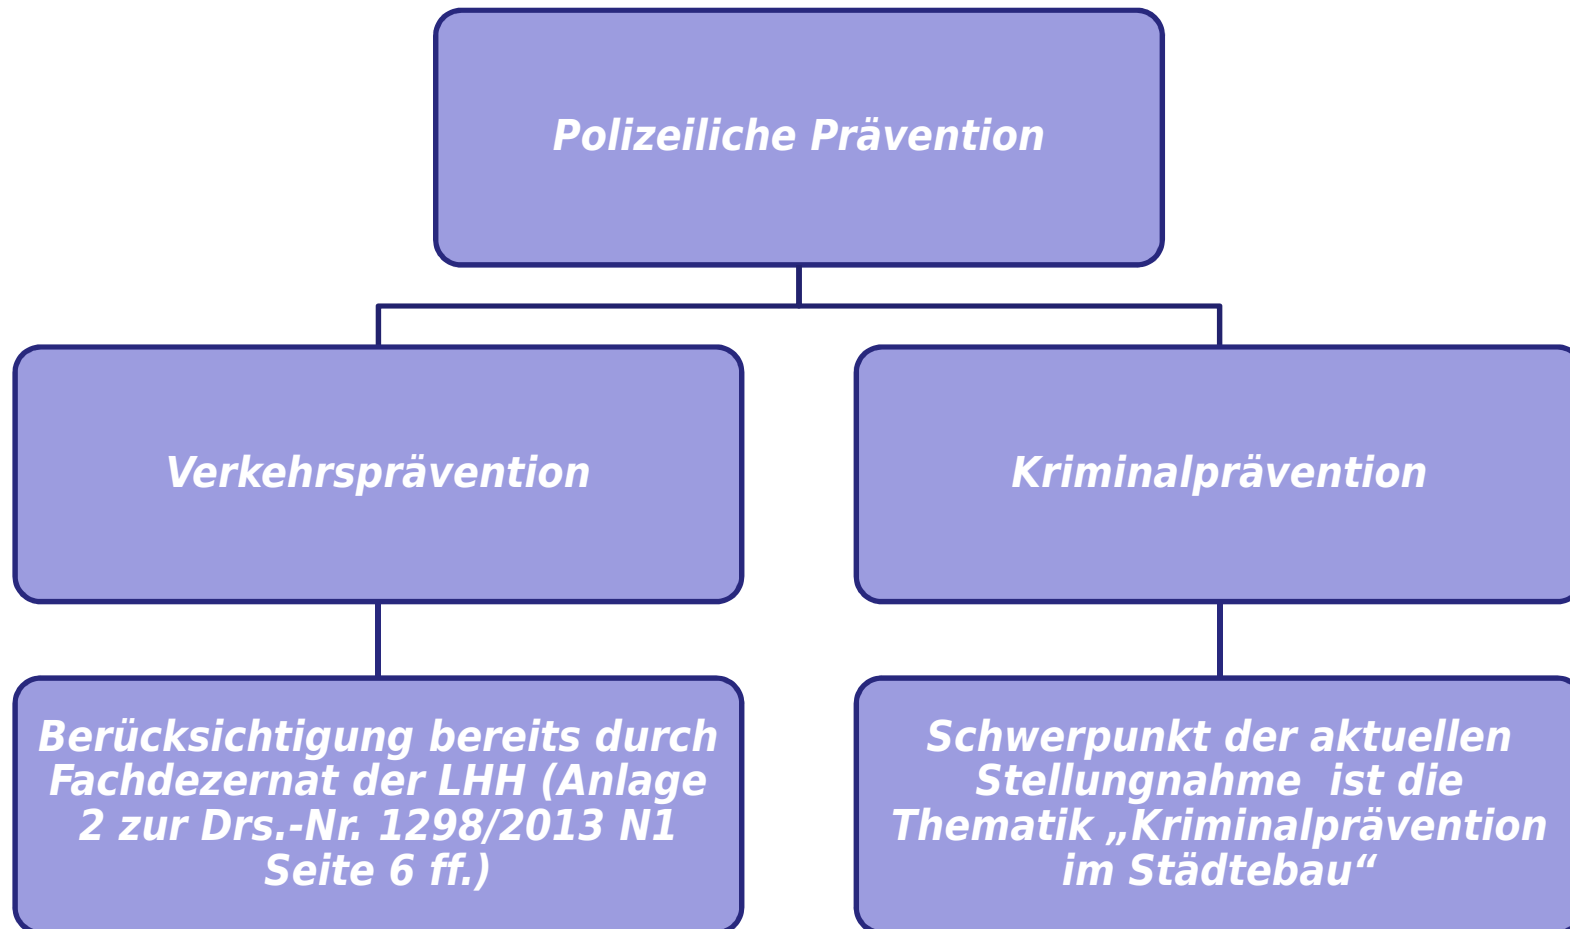 Polizeiliche Prävention
Verkehrsprävention
Kriminalprävention
Berücksichtigung bereits durch
Fachdezernat der LHH (Anlage
2 zur Drs.-Nr. 1298/2013 N1
Seite 6 ff.)
Schwerpunkt der aktuellen
Stellungnahme  ist die
Thematik „Kriminalprävention
im Städtebau“